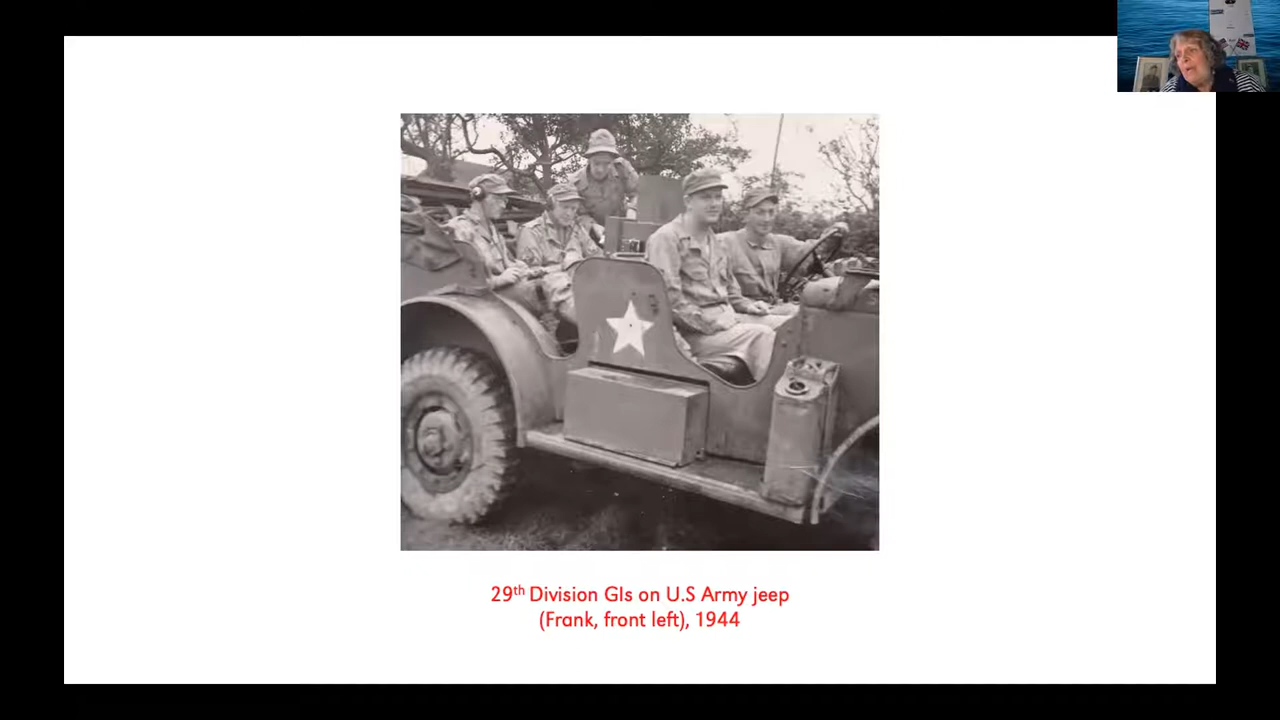 29th Division GIs on U.S Army jeep
(Frank, front left), 1944